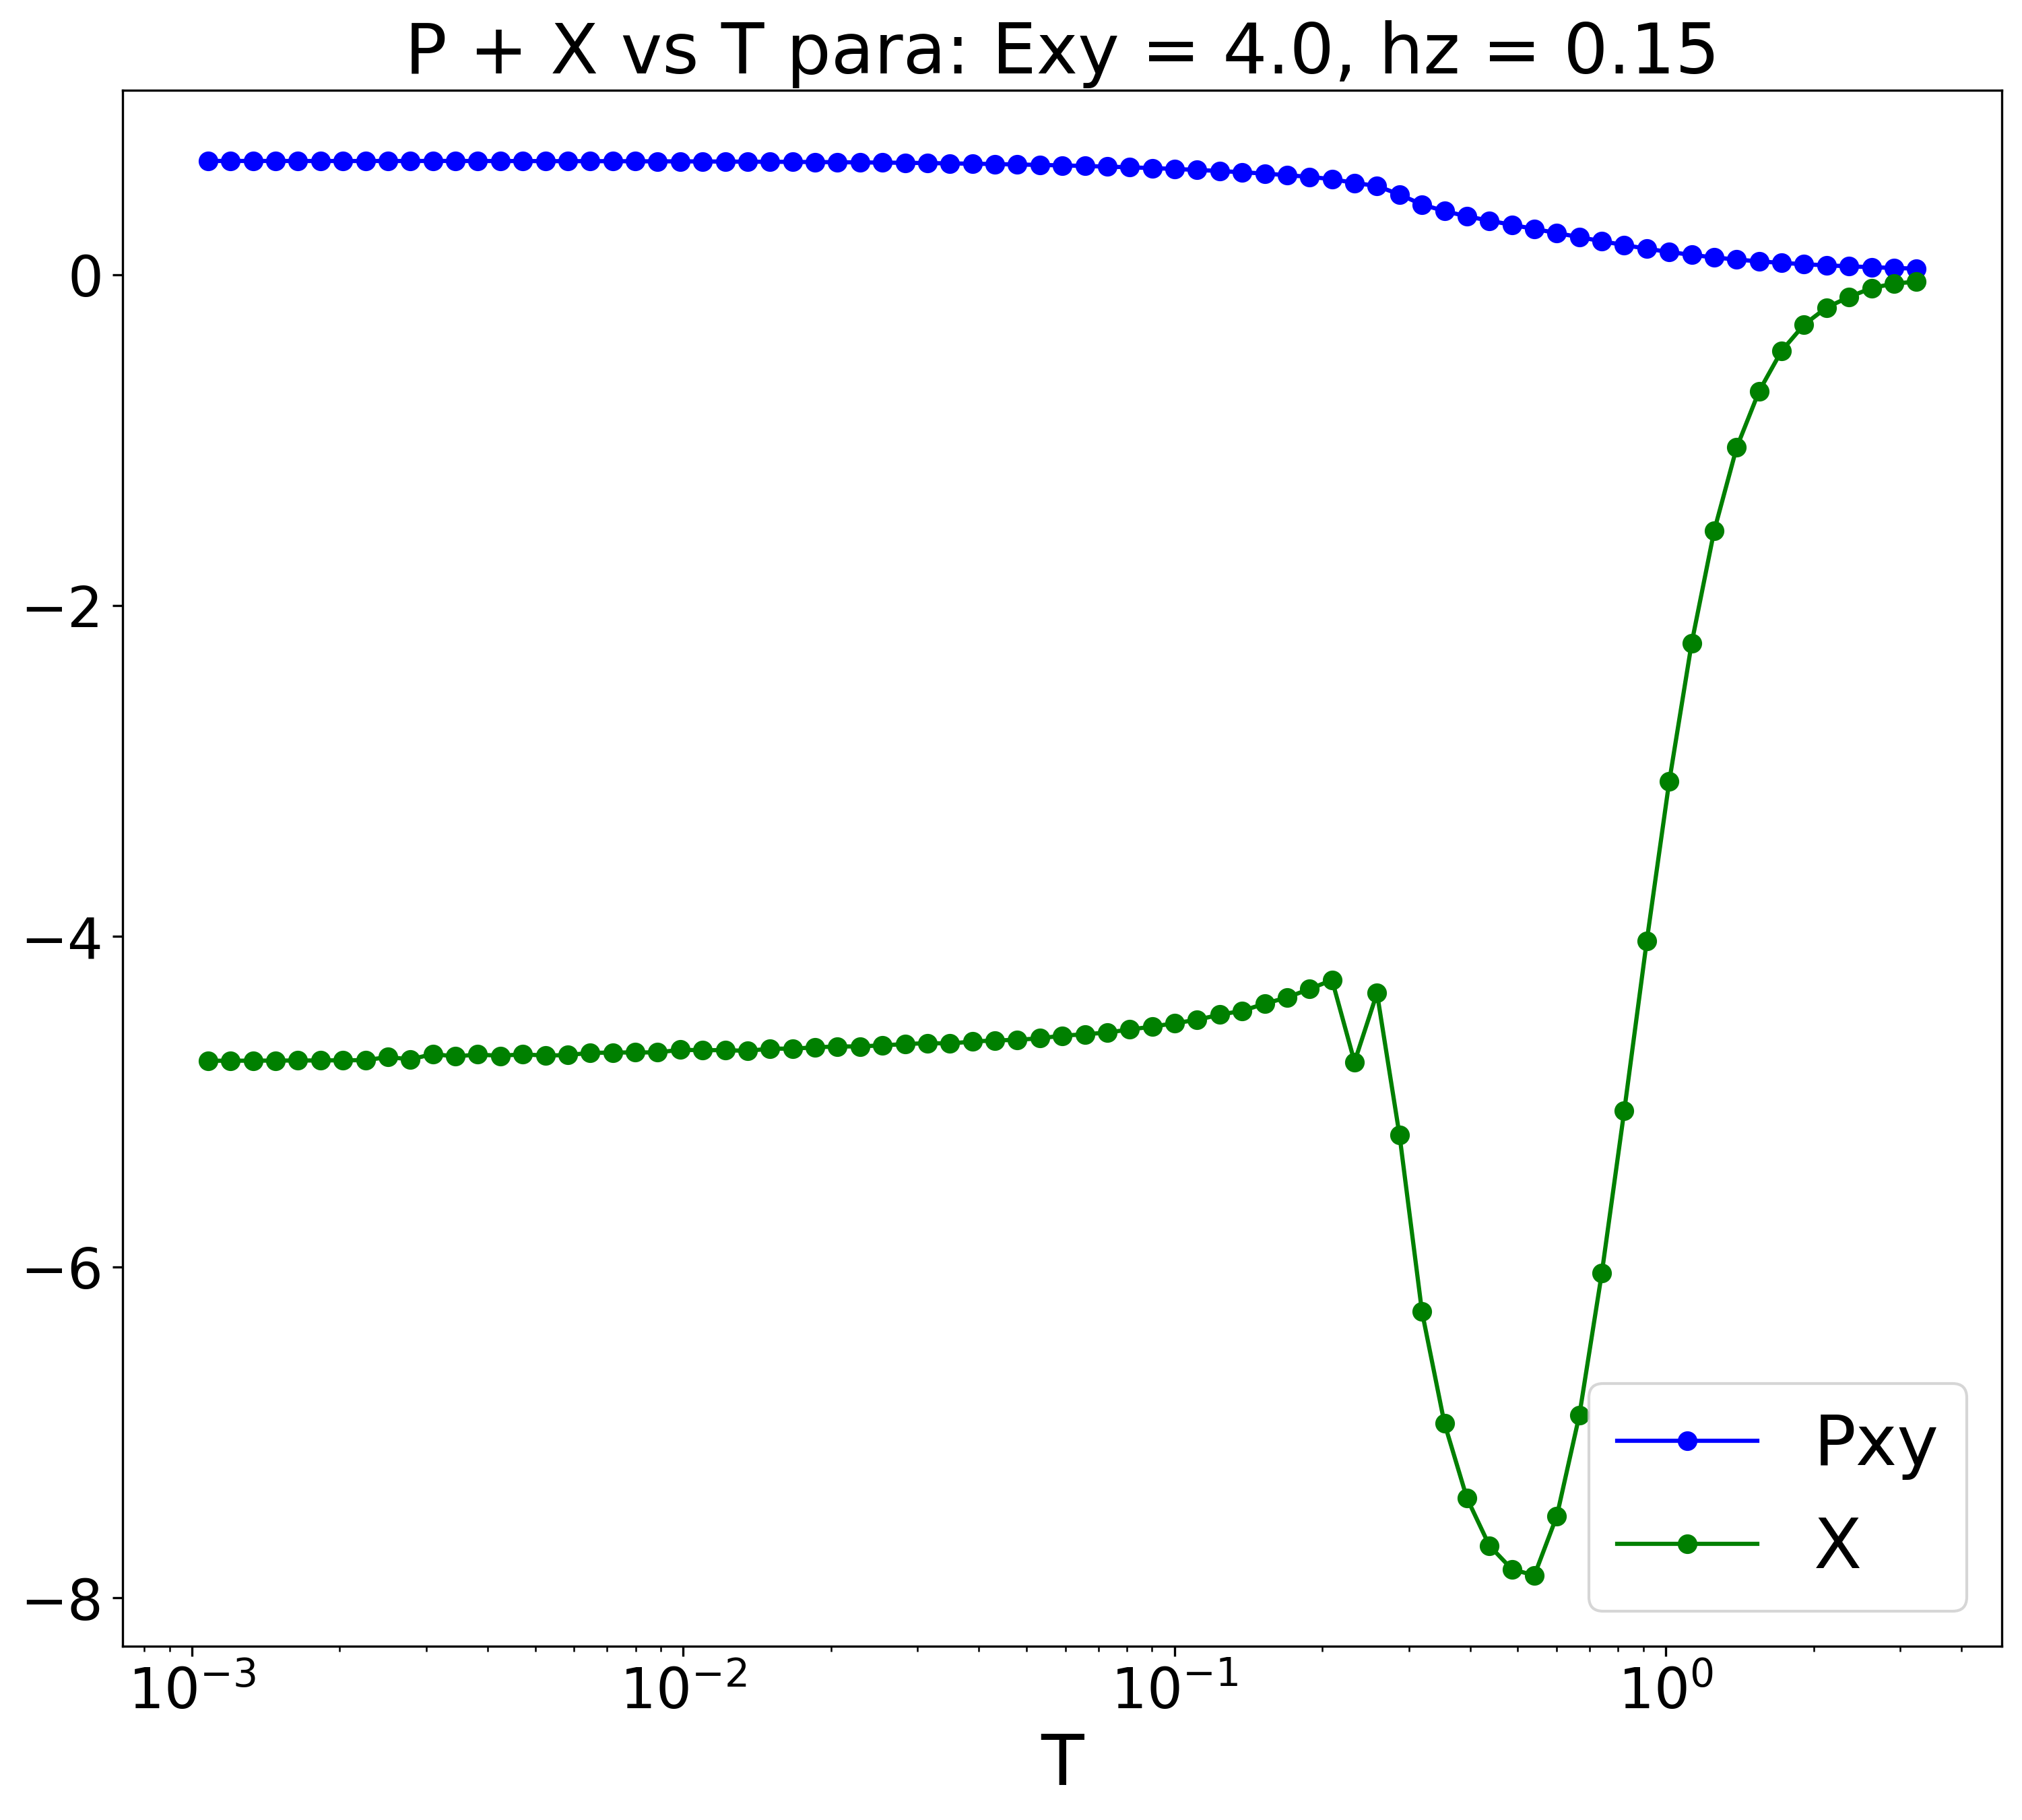 P + X vs T para: Exy = 4.0, hz = 0.15
0
−2
−4
−6
−8
10⁻³
10⁻²
10⁻¹
10⁰
T
Pxy
X